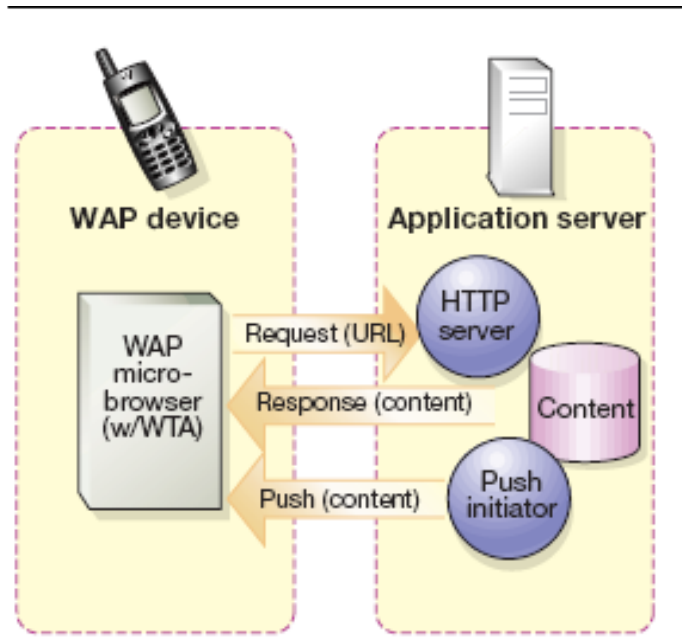 WAP device
Application server
HTTP
server
Request (URL)
WAP
micro-
browser
(w/WTA)
Response (content)
Content
Push (content)
Push
initiator